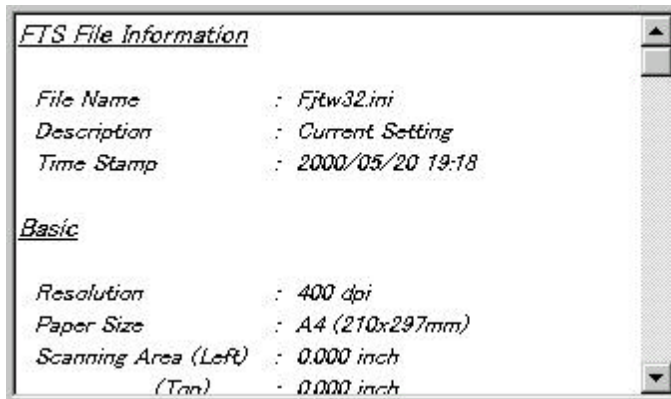 FTS File Information
File Name : Fjtw32.ini
Description : Current Setting
Time Stamp : 2000/05/20 19:18
Basic
Resolution : 400 dpi
Paper Size : A4 (210x297mm)
Scanning Area (Left) : 0.000 inch
(Top) : 0.000 inch